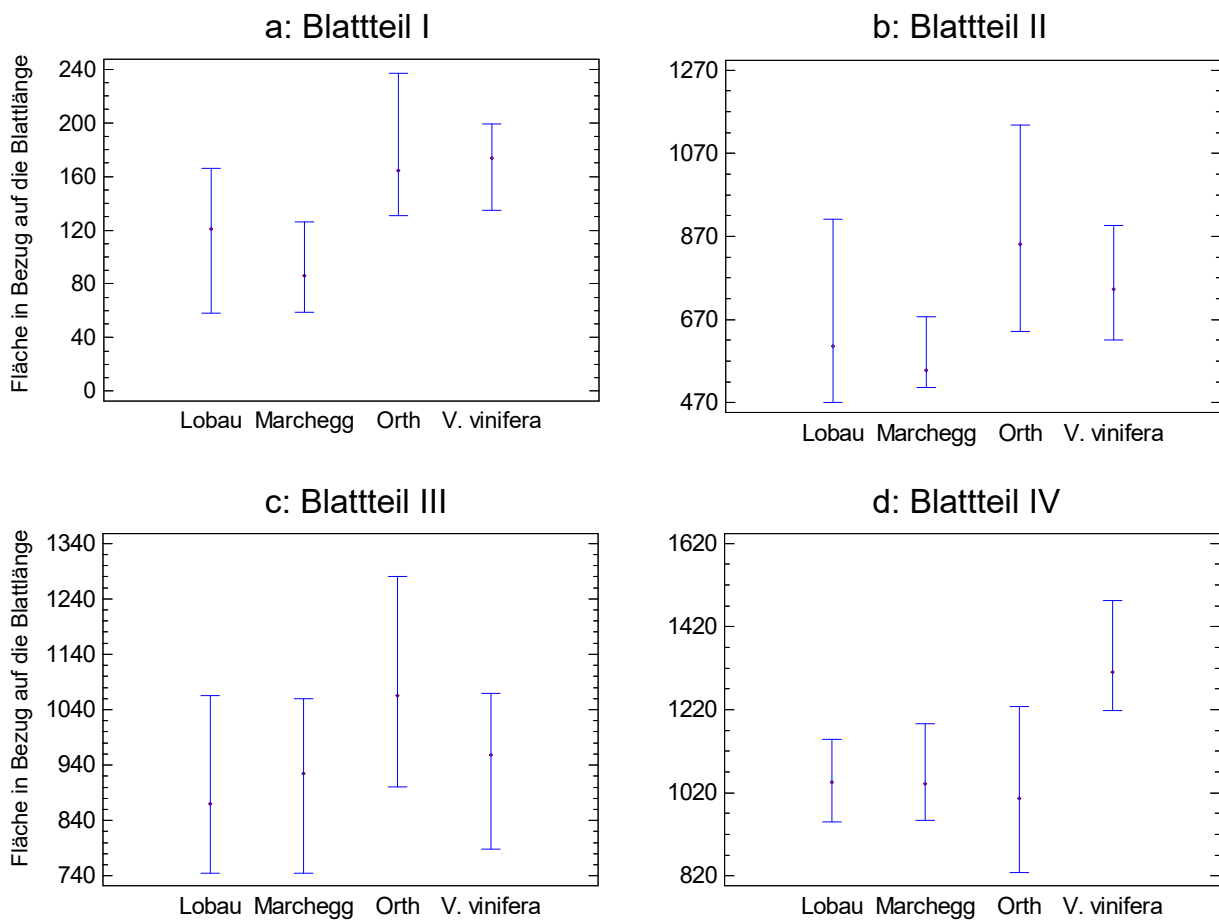 a: Blattteil I
Fläche in Bezug auf die Blattlänge
240
200
160
120
80
40
0
Lobau Marchegg Orth V. vinifera
b: Blattteil II
1270
1070
870
670
470
Lobau Marchegg Orth V. vinifera
c: Blattteil III
Fläche in Bezug auf die Blattlänge
1340
1240
1140
1040
940
840
740
Lobau Marchegg Orth V. vinifera
d: Blattteil IV
1620
1420
1220
1020
820
Lobau Marchegg Orth V. vinifera